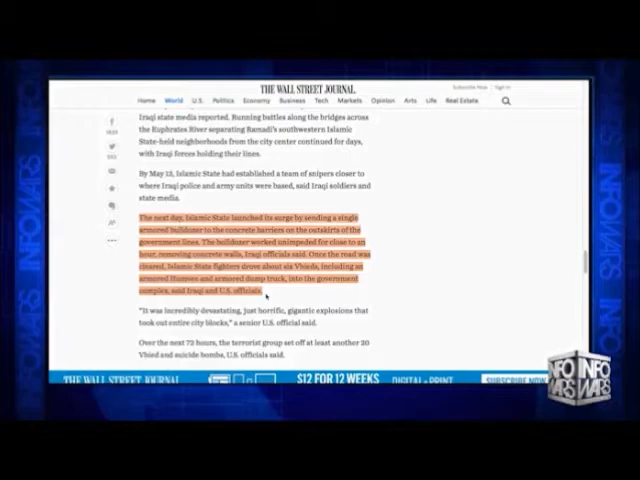 THE WALL STREET JOURNAL.
Subscribe Now | Sign In
Home World U.S. Politics Economy Business Tech Markets Opinion Arts Life Real Estate
Iraqi state media reported. Running battles along the bridges across
the Euphrates River separating Ramadi's southwestern Islamic
State-held neighborhoods from the city center continued for days,
with Iraqi forces holding their lines.
By May 13, Islamic State had established a team of snipers closer to
where Iraqi police and army units were based, said Iraqi soldiers and
state media.
The next day, Islamic State launched its surge by sending a single
armored bulldozer to the concrete barriers on the outskirts of the
government lines. The bulldozer worked unimpeded for close to an
hour, removing concrete walls, Iraqi officials said. Once the road was
cleared, Islamic State fighters drove about six Vbieds, including an
armored Humvee and armored dump truck, into the government
complex, said Iraqi and U.S. officials.
"It was incredibly devastating, just horrific, gigantic explosions that
took out entire city blocks," a senior U.S. official said.
Over the next 72 hours, the terrorist group set off at least another 20
Vbied and suicide bombs, U.S. officials said.
THE WALL STREET JOURNAL
$12 FOR 12 WEEKS
DIGITAL + PRINT
SUBSCRIBE NOW
INFOWARS
INFOWARS
INFO WARS
INFO WARS